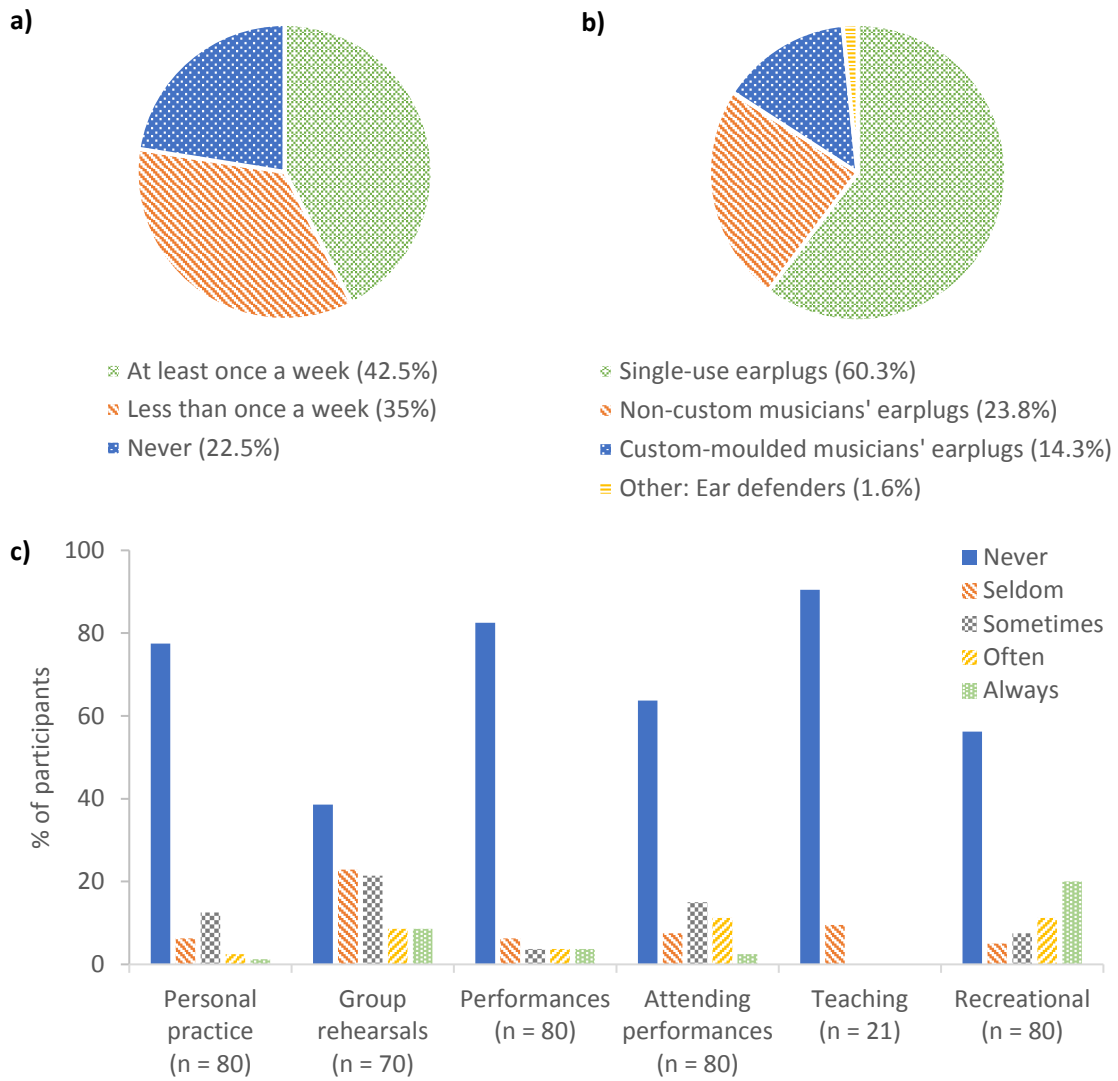 a)
At least once a week (42.5%)
Less than once a week (35%)
Never (22.5%)
b)
Single-use earplugs (60.3%)
Non-custom musicians' earplugs (23.8%)
Custom-moulded musicians' earplugs (14.3%)
Other: Ear defenders (1.6%)
c)
% of participants
100
80
60
40
20
0
Never
Seldom
Sometimes
Often
Always
Personal
practice
(n = 80)
Group
rehearsals
(n = 70)
Performances
(n = 80)
Attending
performances
(n = 80)
Teaching
(n = 21)
Recreational
(n = 80)